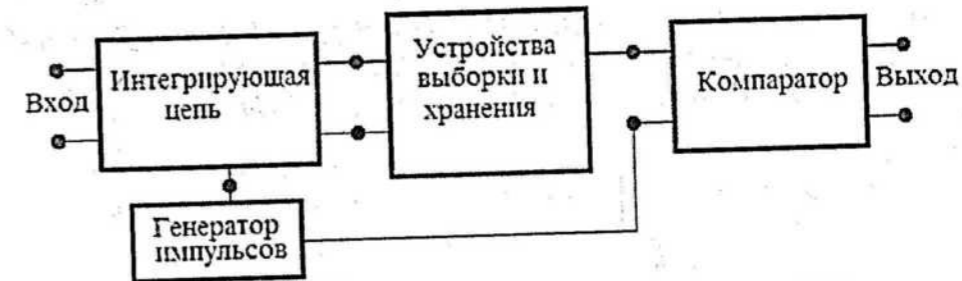 Вход
Интегрирующая
цепь
Устройства
выборки и
хранения
Компаратор
Выход
Генератор
импульсов